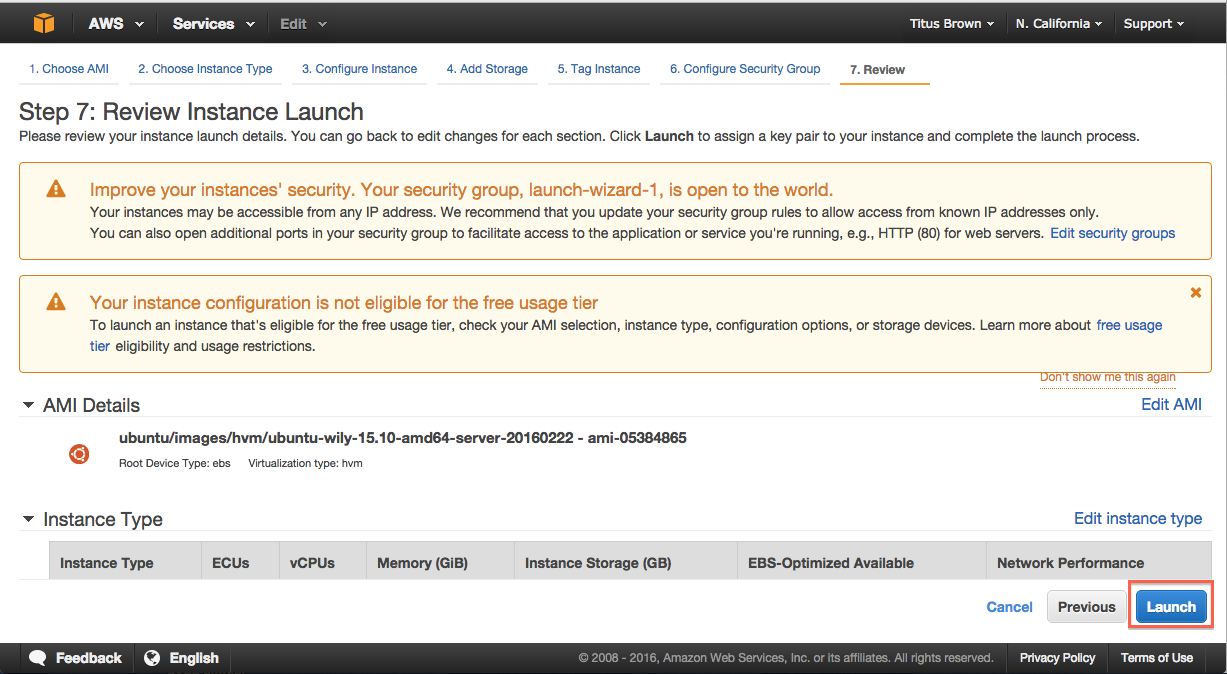 AWS Services Edit Titus Brown N. California Support
1. Choose AMI 2. Choose Instance Type 3. Configure Instance 4. Add Storage 5. Tag Instance 6. Configure Security Group 7. Review
Step 7: Review Instance Launch
Please review your instance launch details. You can go back to edit changes for each section. Click Launch to assign a key pair to your instance and complete the launch process.
Improve your instances' security. Your security group, launch-wizard-1, is open to the world.
Your instances may be accessible from any IP address. We recommend that you update your security group rules to allow access from known IP addresses only.
You can also open additional ports in your security group to facilitate access to the application or service you're running, e.g., HTTP (80) for web servers. Edit security groups
Your instance configuration is not eligible for the free usage tier
To launch an instance that's eligible for the free usage tier, check your AMI selection, instance type, configuration options, or storage devices. Learn more about free usage
tier eligibility and usage restrictions.
Don't show me this again
AMI Details Edit AMI
ubuntu/images/hvm/ubuntu-wily-15.10-amd64-server-20160222 - ami-05384865
Root Device Type: ebs Virtualization type: hvm
Instance Type Edit instance type
Instance Type ECUs vCPUs Memory (GiB) Instance Storage (GB) EBS-Optimized Available Network Performance
Cancel Previous Launch
Feedback English © 2008 - 2016, Amazon Web Services, Inc. or its affiliates. All rights reserved. Privacy Policy Terms of Use